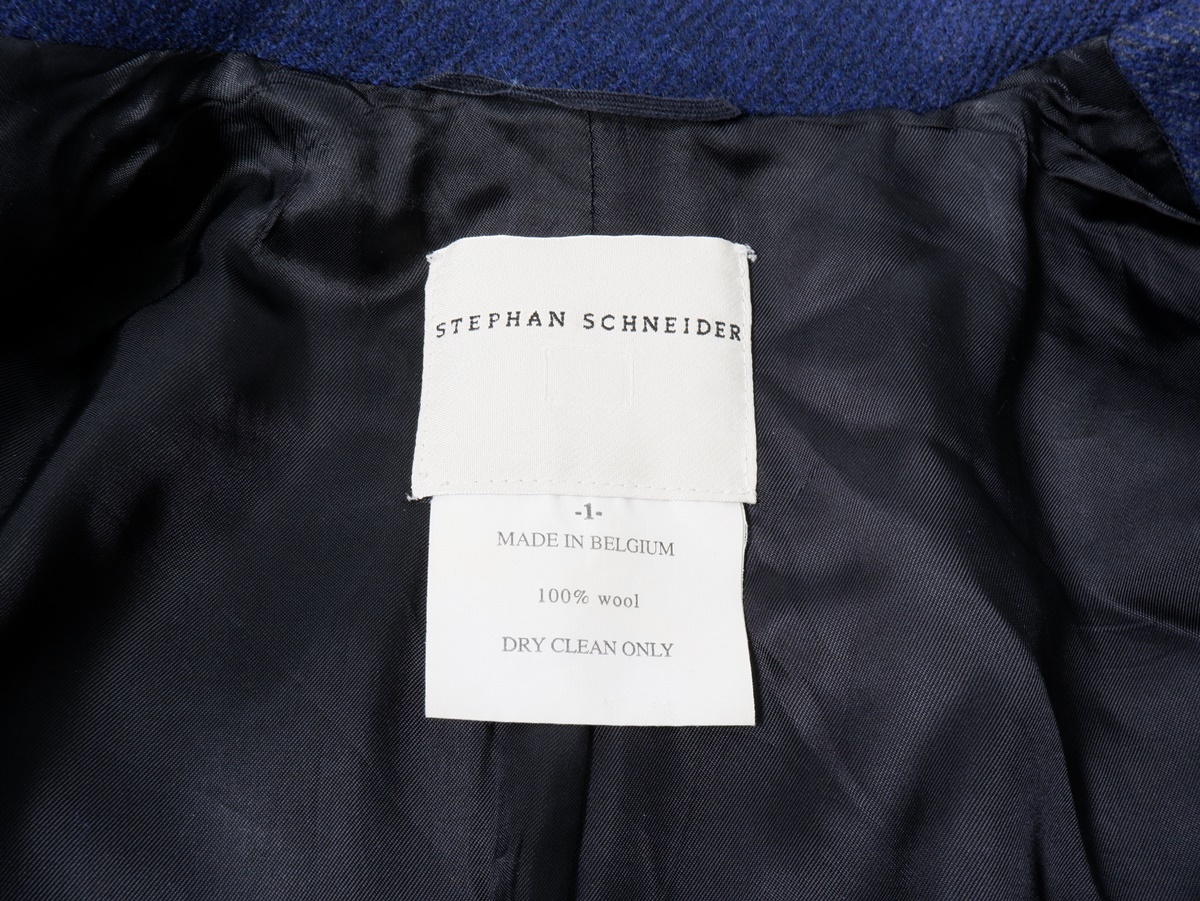 STEPHAN SCHNEIDER
-1-
MADE IN BELGIUM
100% wool
DRY CLEAN ONLY